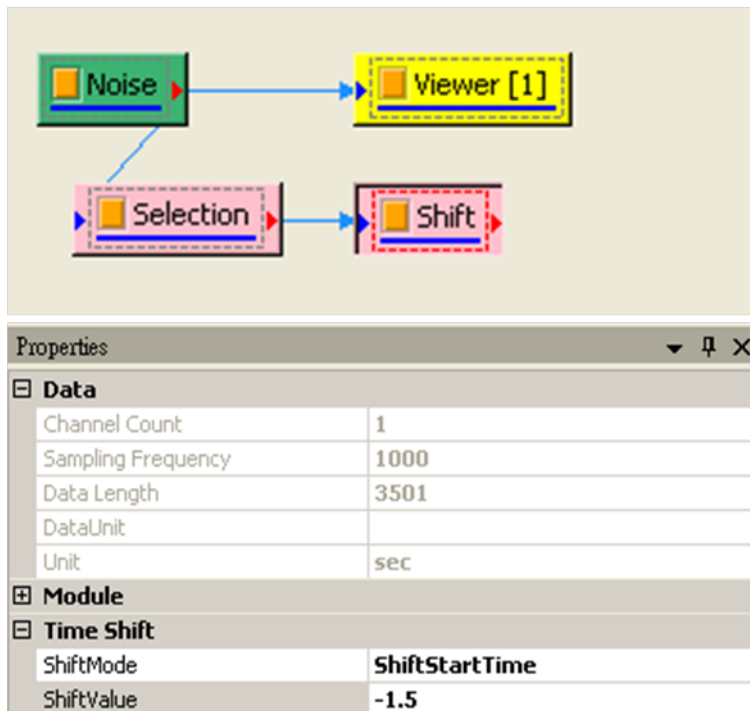 Noise
Viewer [1]
Selection
Shift
Properties
Data
Channel Count 1
Sampling Frequency 1000
Data Length 3501
DataUnit
Unit sec
Module
Time Shift
ShiftMode ShiftStartTime
ShiftValue -1.5